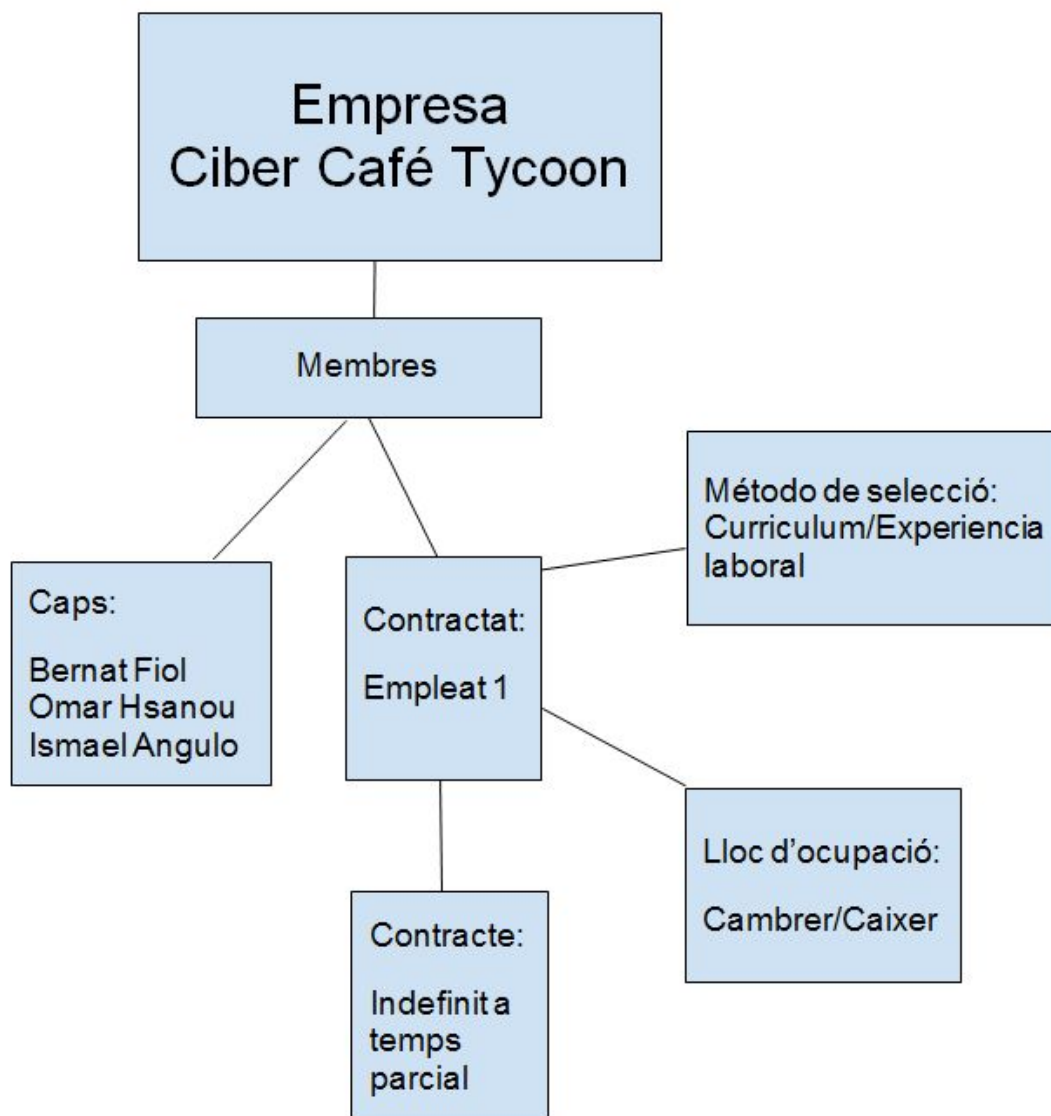 Empresa
Ciber Café Tycoon
Membres
Caps:
Bernat Fiol
Omar Hsanou
Ismael Angulo
Contractat:
Empleat 1
Método de selecció:
Curriculum/Experiencia
laboral
Lloc d’ocupació:
Cambrer/Caixer
Contracte:
Indefinit a
temps
parcial